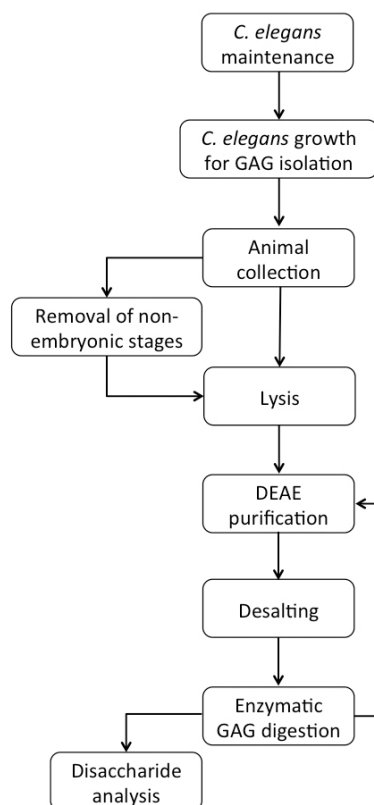 C. elegans
maintenance
C. elegans growth
for GAG isolation
Animal
collection
Removal of non-
embryonic stages
Lysis
DEAE
purification
Desalting
Enzymatic
GAG digestion
Disaccharide
analysis